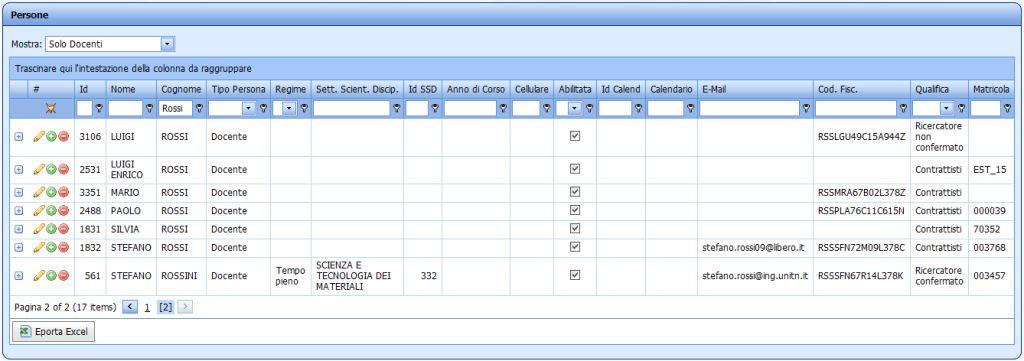 Persone
Mostra: Solo Docenti
Trascinare qui l'intestazione della colonna da raggruppare
# Id Nome Cognome Tipo Persona Regime Sett. Scient. Discip. Id SSD Anno di Corso Cellulare Abilitata Id Calend Calendario E-Mail Cod. Fisc. Qualifica Matricola
Rossi
3106 LUIGI ROSSI Docente RSSLGU49C15A944Z Ricercatore non confermato
2531 LUIGI ENRICO ROSSI Docente Contrattisti EST_15
3351 MARIO ROSSI Docente RSSMRA67B02L378Z Contrattisti
2488 PAOLO ROSSI Docente RSSPLA76C11C615N Contrattisti 000039
1831 SILVIA ROSSI Docente Contrattisti 70352
1832 STEFANO ROSSI Docente stefano.rossi09@libero.it RSSSFN72M09L378C Contrattisti 003768
561 STEFANO ROSSINI Docente Tempo pieno SCIENZA E TECNOLOGIA DEI MATERIALI 332 stefano.rossi@ing.unitn.it RSSSFN67R14L378K Ricercatore confermato 003457
Pagina 2 of 2 (17 items) < 1 [2] >
Eporta Excel